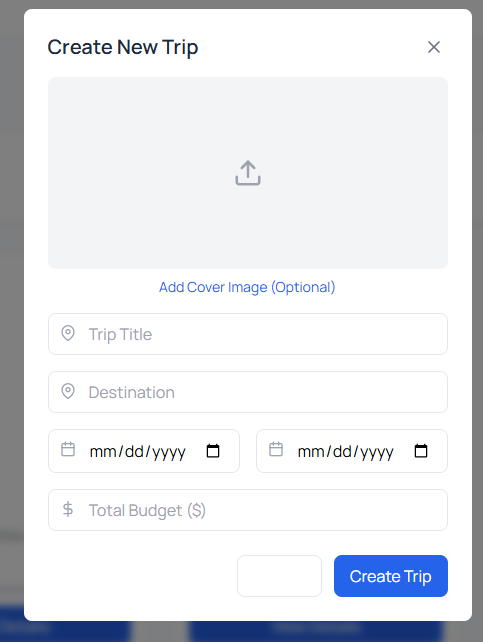 Create New Trip
Add Cover Image (Optional)
Trip Title
Destination
mm/dd/yyyy mm/dd/yyyy
Total Budget ($)
Create Trip